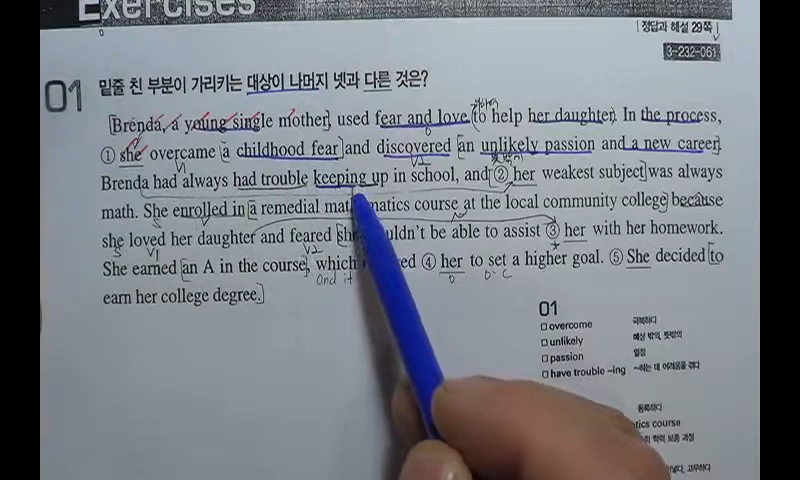 Exercises
정답과 해설 29쪽
3-232-061
01 밑줄 친 부분이 가리키는 대상이 나머지 넷과 다른 것은?
Brenda, a young single mother, used fear and love to help her daughter. In the process,
① she overcame a childhood fear and discovered an unlikely passion and a new career.
Brenda had always had trouble keeping up in school, and ② her weakest subject was always
math. She enrolled in a remedial mathematics course at the local community college because
she loved her daughter and feared she wouldn't be able to assist ③ her with her homework.
She earned an A in the course, which ④ her to set a higher goal. ⑤ She decided to
and it
earn her college degree.
01
overcome 극복하다
unlikely 예상 밖의, 뜻밖의
passion 열정
have trouble -ing ~하는 데 어려움을 겪다
등록하다
tics course